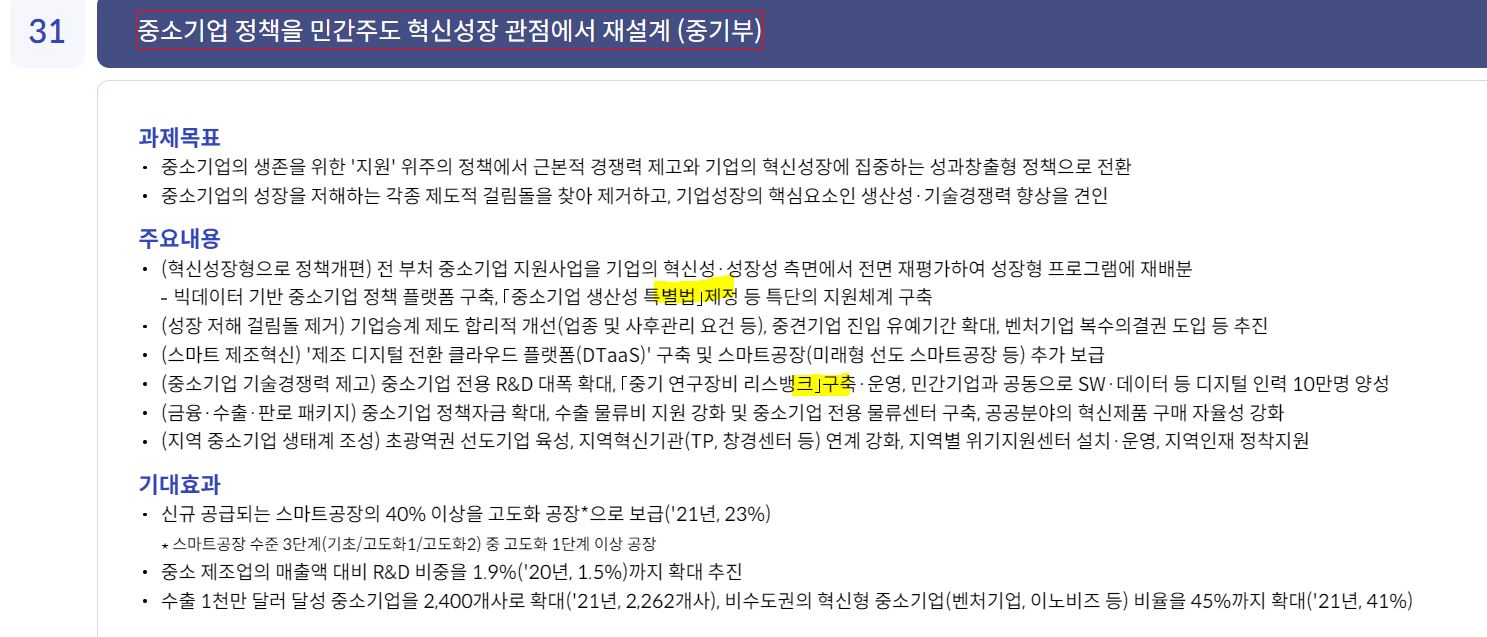 31
중소기업 정책을 민간주도 혁신성장 관점에서 재설계 (중기부)
과제목표
· 중소기업의 생존을 위한 '지원' 위주의 정책에서 근본적 경쟁력 제고와 기업의 혁신성장에 집중하는 성과창출형 정책으로 전환
· 중소기업의 성장을 저해하는 각종 제도적 걸림돌을 찾아 제거하고, 기업성장의 핵심요소인 생산성·기술경쟁력 향상을 견인
주요내용
· (혁신성장형으로 정책개편) 전 부처 중소기업 지원사업을 기업의 혁신성·성장성 측면에서 전면 재평가하여 성장형 프로그램에 재배분
- 빅데이터 기반 중소기업 정책 플랫폼 구축,「중소기업 생산성 특별법」제정 등 특단의 지원체계 구축
· (성장 저해 걸림돌 제거) 기업승계 제도 합리적 개선(업종 및 사후관리 요건 등), 중견기업 진입 유예기간 확대, 벤처기업 복수의결권 도입 등 추진
· (스마트 제조혁신) '제조 디지털 전환 클라우드 플랫폼(DTaaS)' 구축 및 스마트공장(미래형 선도 스마트공장 등) 추가 보급
· (중소기업 기술경쟁력 제고) 중소기업 전용 R&D 대폭 확대,「중기 연구장비 리스뱅크」구축·운영, 민간기업과 공동으로 SW·데이터 등 디지털 인력 10만명 양성
· (금융·수출·판로 패키지) 중소기업 정책자금 확대, 수출 물류비 지원 강화 및 중소기업 전용 물류센터 구축, 공공분야의 혁신제품 구매 자율성 강화
· (지역 중소기업 생태계 조성) 초광역권 선도기업 육성, 지역혁신기관(TP, 창경센터 등) 연계 강화, 지역별 위기지원센터 설치·운영, 지역인재 정착지원
기대효과
· 신규 공급되는 스마트공장의 40% 이상을 고도화 공장*으로 보급('21년, 23%)
* 스마트공장 수준 3단계(기초/고도화1/고도화2) 중 고도화 1단계 이상 공장
· 중소 제조업의 매출액 대비 R&D 비중을 1.9%('20년, 1.5%)까지 확대 추진
· 수출 1천만 달러 달성 중소기업을 2,400개사로 확대('21년, 2,262개사), 비수도권의 혁신형 중소기업(벤처기업, 이노비즈 등) 비율을 45%까지 확대('21년, 41%)